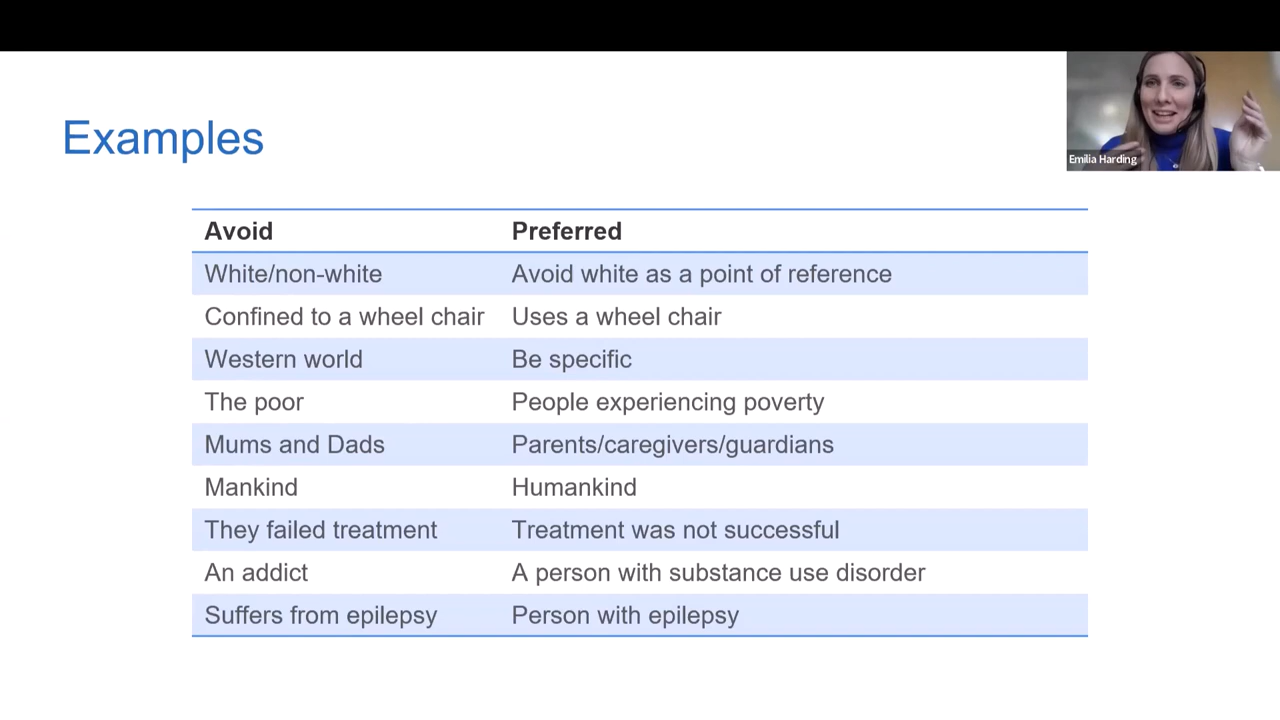 Examples
Emilia Harding
Avoid Preferred
White/non-white Avoid white as a point of reference
Confined to a wheel chair Uses a wheel chair
Western world Be specific
The poor People experiencing poverty
Mums and Dads Parents/caregivers/guardians
Mankind Humankind
They failed treatment Treatment was not successful
An addict A person with substance use disorder
Suffers from epilepsy Person with epilepsy